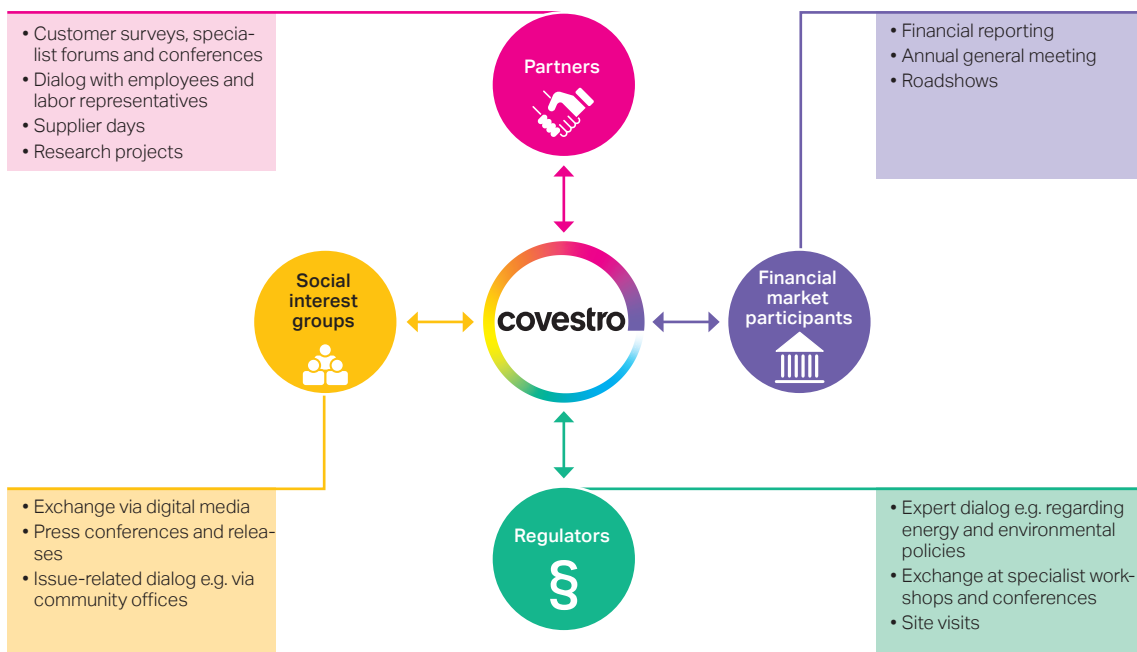 • Customer surveys, specia-
list forums and conferences
• Dialog with employees and
labor representatives
• Supplier days
• Research projects
Partners
• Financial reporting
• Annual general meeting
• Roadshows
Social
interest
groups
covestro
Financial
market
participants
• Exchange via digital media
• Press conferences and relea-
ses
• Issue-related dialog e.g. via
community offices
Regulators
§
• Expert dialog e.g. regarding
energy and environmental
policies
• Exchange at specialist work-
shops and conferences
• Site visits